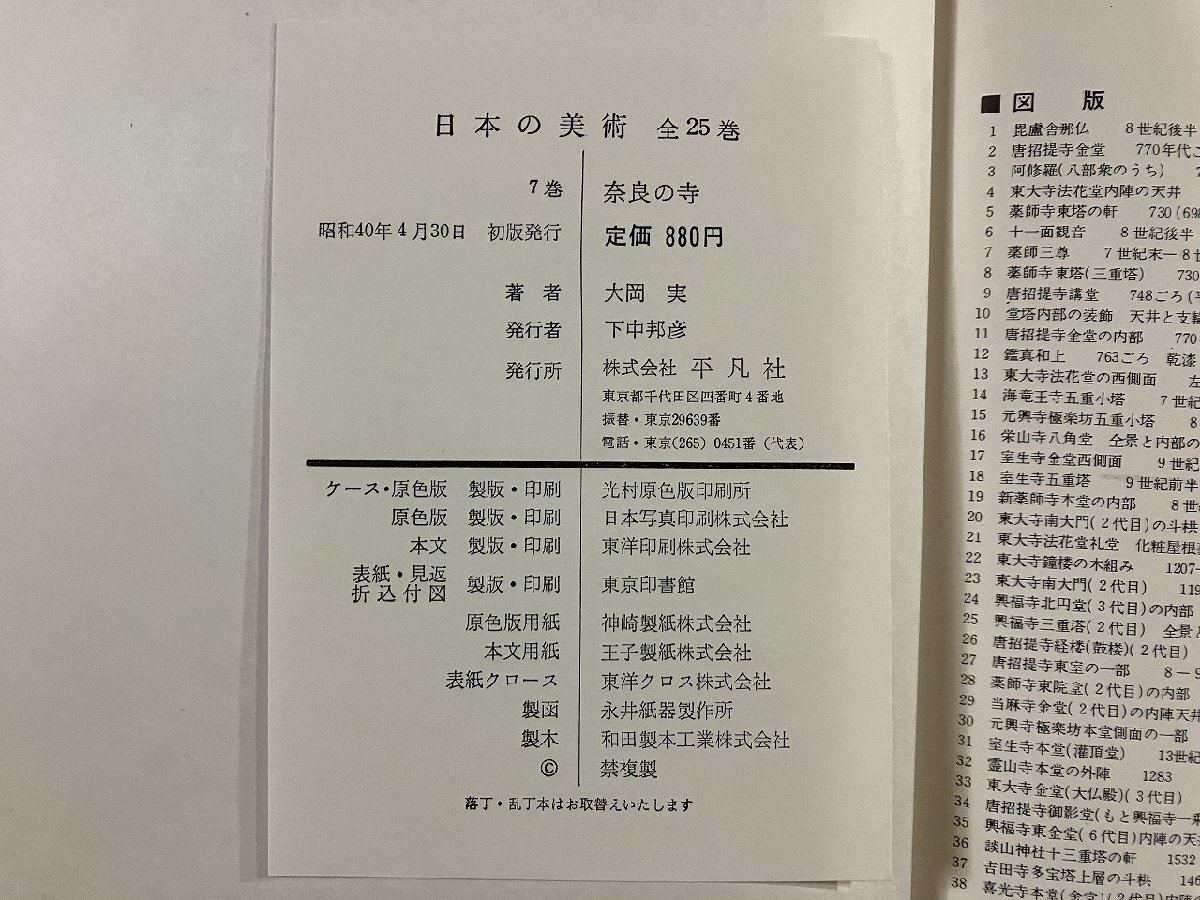 日本の美術 全25巻
7巻 奈良の寺
昭和40年4月30日 初版発行 定価 880円
著者 大岡 実
発行者 下中邦彦
発行所 株式会社 平凡社
東京都千代田区四番町4番地
振替・東京29639番
電話・東京(265) 0451番 (代表)
ケース・原色版 製版・印刷 光村原色版印刷所
原色版 製版・印刷 日本写真印刷株式会社
本文 製版・印刷 東洋印刷株式会社
表紙・見返
折込付図 製版・印刷 東京印書館
原色版用紙 神崎製紙株式会社
本文用紙 王子製紙株式会社
表紙クロース 東洋クロス株式会社
製函 永井紙器製作所
製本 和田製本工業株式会社
© 禁複製
落丁・乱丁本はお取替えいたします
■図 版
1 毘盧舎那仏 8世紀後半
2 唐招提寺金堂 770年代
3 阿修羅(八部衆のうち)
4 東大寺法花堂内陣の天井
5 薬師寺東塔の軒 730
6 十一面観音 8世紀後半
7 薬師三尊 7世紀末—8世
8 薬師寺東塔(三重塔) 730
9 唐招提寺講堂 748ごろ
10 堂塔内部の装飾 天井と支輪
11 唐招提寺金堂の内部 770
12 鑑真和上 763ごろ 乾漆
13 東大寺法花堂の西側面 左
14 海竜王寺五重小塔 7世紀
15 元興寺極楽坊五重小塔 8
16 栄山寺八角堂 全景と内部の
17 室生寺金堂西側面 9世紀
18 室生寺五重塔 9世紀前半
19 新薬師寺本堂の内部 8世
20 東大寺南大門(2代目)の斗栱
21 東大寺法花堂礼堂 化粧屋根
22 東大寺鐘楼の木組み 1207-
23 東大寺南大門(2代目) 119
24 興福寺北円堂(3代目)の内部
25 興福寺三重塔(2代目) 全景
26 唐招提寺経楼(鼓楼)(2代目)
27 唐招提寺東室の一部 8—9
28 薬師寺東院堂(2代目)の内部
29 当麻寺金堂(2代目)の内陣天井
30 元興寺極楽坊本堂側面の一部
31 室生寺本堂(灌頂堂) 13世紀
32 霊山寺本堂の外陣 1283
33 東大寺金堂(大仏殿)(3代目)
34 唐招提寺御影堂(もと興福寺一乗
35 興福寺東金堂(6代目)内陣の天井
36 談山神社十三重塔の軒 1532
37 吉田寺多宝塔上層の斗栱 146
38 喜光寺本堂(金堂)(2代目)内陣